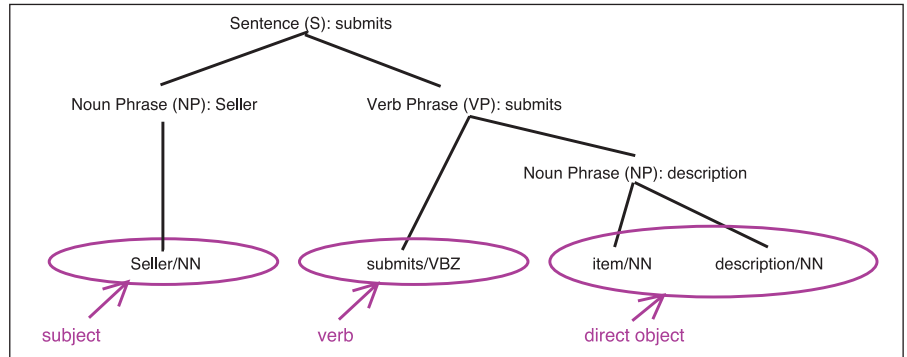 Sentence (S): submits
Noun Phrase (NP): Seller Verb Phrase (VP): submits
Noun Phrase (NP): description
Seller/NN submits/VBZ item/NN description/NN
subject verb direct object